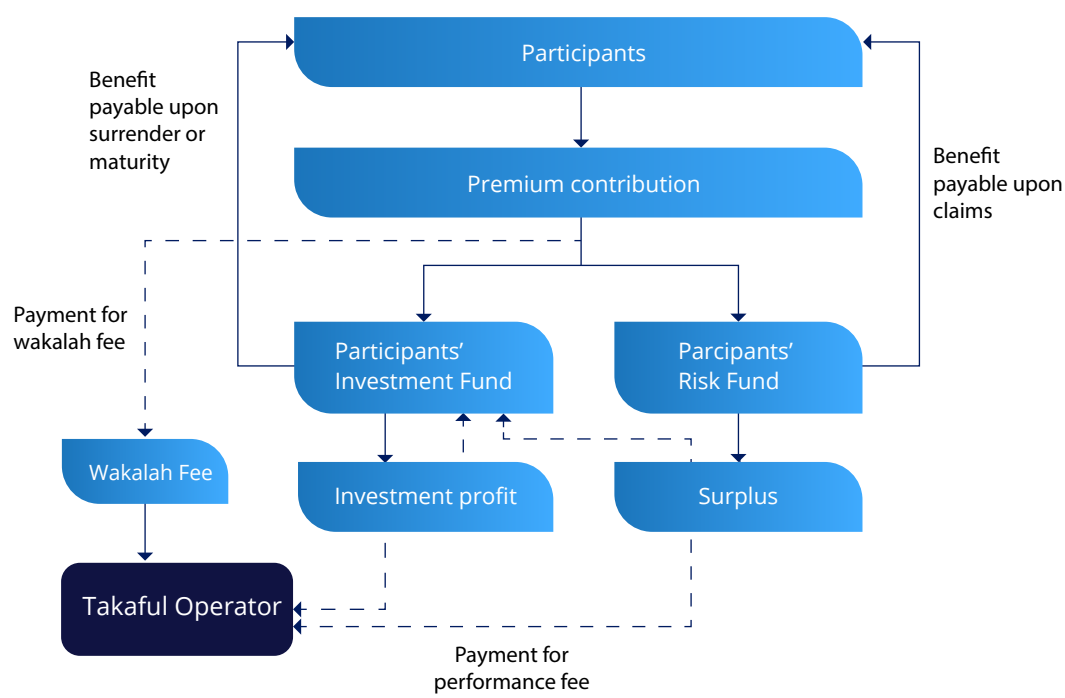 Participants
Benefit
payable upon
surrender or
maturity
Premium contribution
Benefit
payable upon
claims
Payment for
wakalah fee
Participants’
Investment Fund
Parcipants’
Risk Fund
Wakalah Fee
Investment profit
Surplus
Takaful Operator
Payment for
performance fee